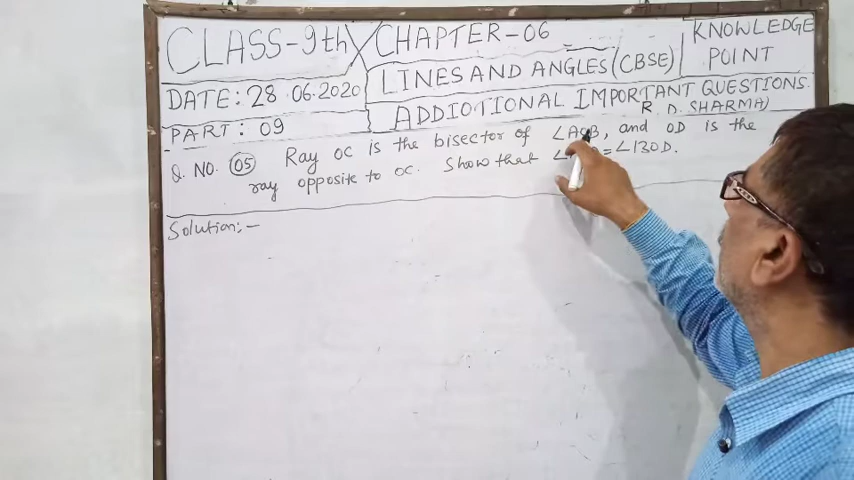 CLASS-9th
CHAPTER-06
KNOWLEDGE
POINT
LINES AND ANGLES (CBSE)
DATE: 28.06.2020
ADDIOTIONAL IMPORTANT QUESTIONS.
R.D. SHARMA)
PART: 09
Q. NO. 05 Ray OC is the bisector of ∠AOB, and OD is the
ray opposite to OC. Show that ∠ = ∠BOD.
Solution:-